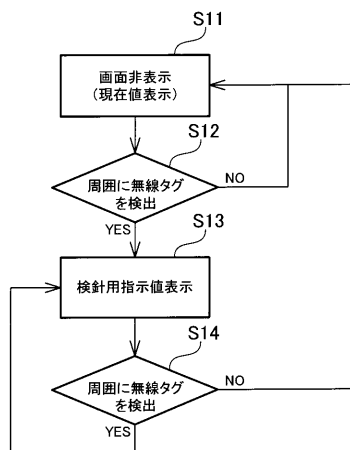 S11
画面非表示
(現在値表示)
S12
周囲に無線タグ
を検出
NO
YES
S13
検針用指示値表示
S14
周囲に無線タグ
を検出
NO
YES